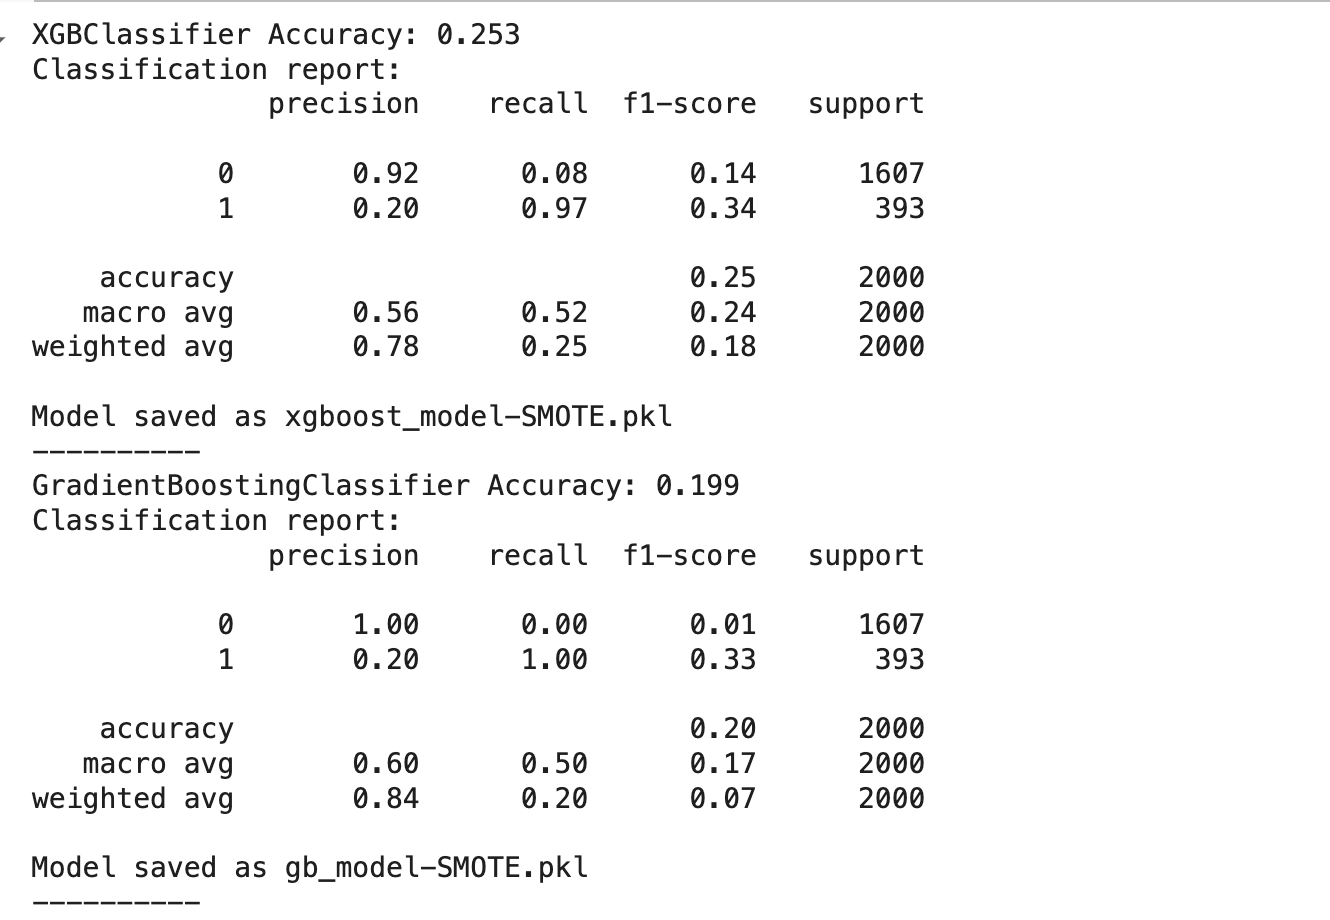 XGBClassifier Accuracy: 0.253
Classification report:
              precision    recall  f1-score   support

           0       0.92      0.08      0.14      1607
           1       0.20      0.97      0.34       393

    accuracy                           0.25      2000
   macro avg       0.56      0.52      0.24      2000
weighted avg       0.78      0.25      0.18      2000

Model saved as xgboost_model-SMOTE.pkl
----------
GradientBoostingClassifier Accuracy: 0.199
Classification report:
              precision    recall  f1-score   support

           0       1.00      0.00      0.01      1607
           1       0.20      1.00      0.33       393

    accuracy                           0.20      2000
   macro avg       0.60      0.50      0.17      2000
weighted avg       0.84      0.20      0.07      2000

Model saved as gb_model-SMOTE.pkl
----------